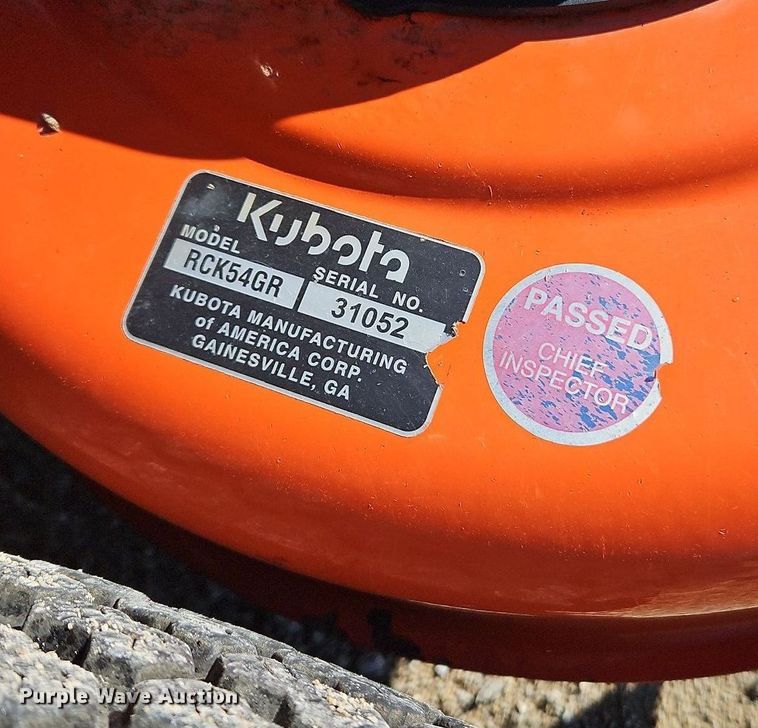 Kubota
MODEL
SERIAL NO.
RCK54GR
31052
KUBOTA MANUFACTURING
of AMERICA CORP.
GAINESVILLE, GA
PASSED
CHIEF
INSPECTOR
Purple Wave Auction